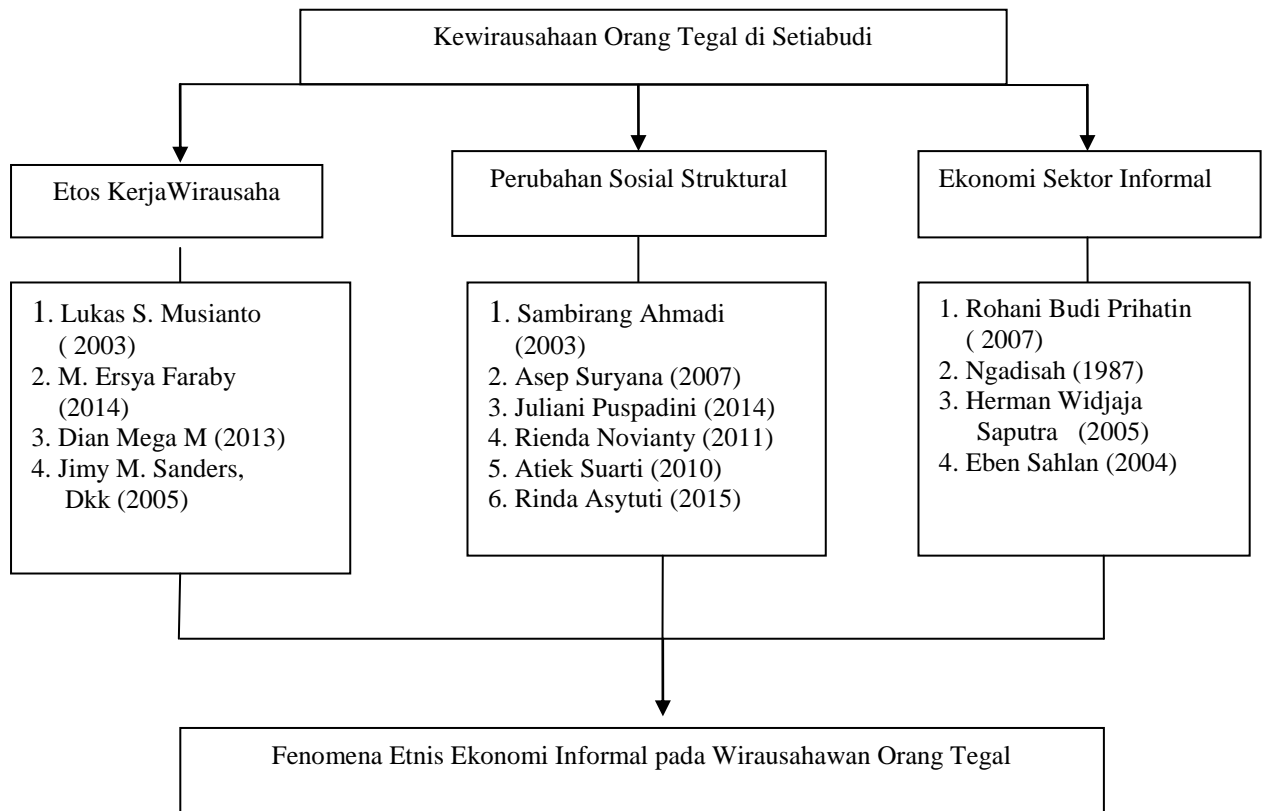 Kewirausahaan Orang Tegal di Setiabudi
Etos KerjaWirausaha
Perubahan Sosial Struktural
Ekonomi Sektor Informal
1. Lukas S. Musianto
( 2003)
2. M. Ersya Faraby
(2014)
3. Dian Mega M (2013)
4. Jimy M. Sanders,
Dkk (2005)
1. Sambirang Ahmadi
(2003)
2. Asep Suryana (2007)
3. Juliani Puspadini (2014)
4. Rienda Novianty (2011)
5. Atiek Suarti (2010)
6. Rinda Asytuti (2015)
1. Rohani Budi Prihatin
( 2007)
2. Ngadisah (1987)
3. Herman Widjaja
Saputra (2005)
4. Eben Sahlan (2004)
Fenomena Etnis Ekonomi Informal pada Wirausahawan Orang Tegal